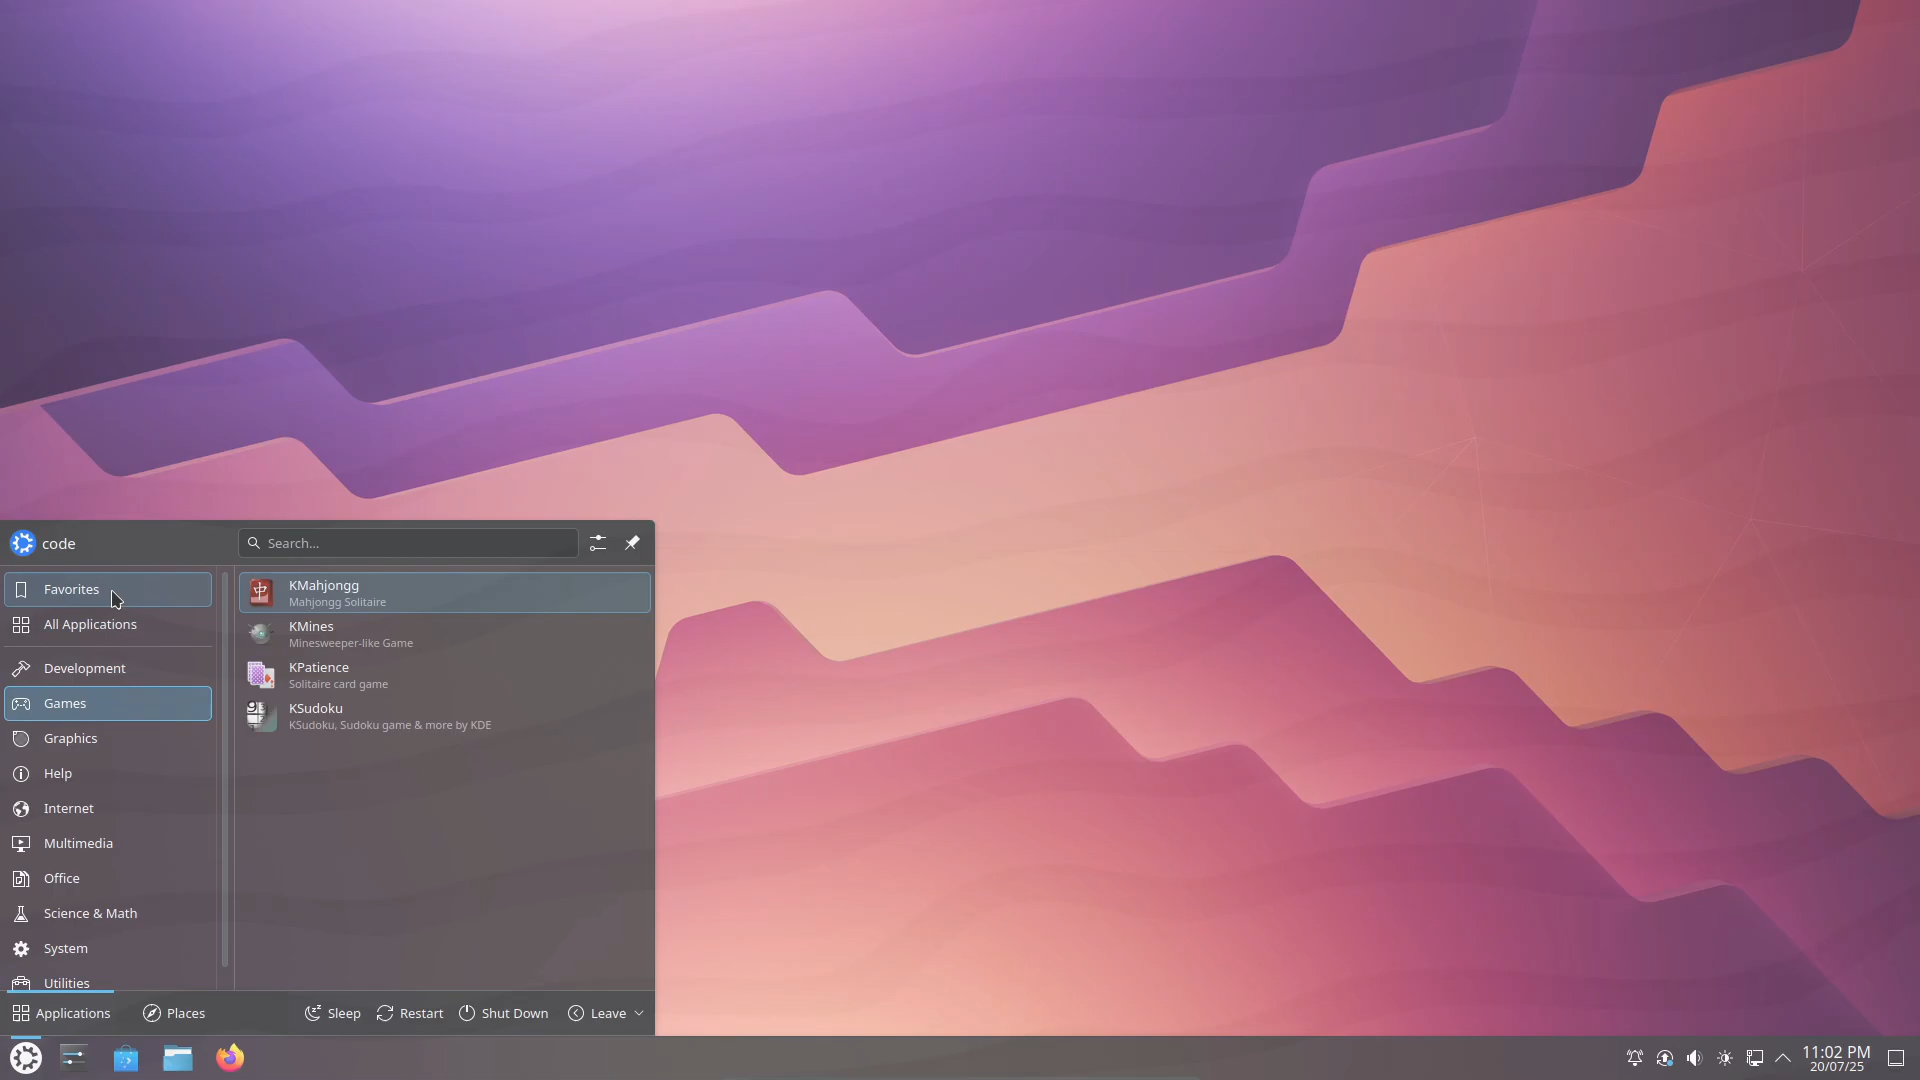 code
Search...
Favorites
All Applications
Development
Games
Graphics
Help
Internet
Multimedia
Office
Science & Math
System
Utilities
KMahjongg
Mahjongg Solitaire
KMines
Minesweeper-like Game
KPatience
Solitaire card game
KSudoku
KSudoku, Sudoku game & more by KDE
Applications
Places
Sleep
Restart
Shut Down
Leave
11:02 PM
20/07/25